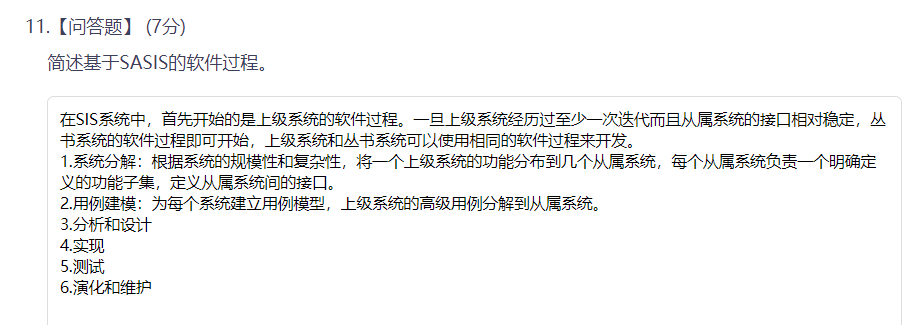 11.【问答题】 (7分)
简述基于SASIS的软件过程。
在SIS系统中，首先开始的是上级系统的软件过程。一旦上级系统经历过至少一次迭代而且从属系统的接口相对稳定，丛
书系统的软件过程即可开始，上级系统和丛书系统可以使用相同的软件过程来开发。
1.系统分解：根据系统的规模性和复杂性，将一个上级系统的功能分布到几个从属系统，每个从属系统负责一个明确定
义的功能子集，定义从属系统间的接口。
2.用例建模：为每个系统建立用例模型，上级系统的高级用例分解到从属系统。
3.分析和设计
4.实现
5.测试
6.演化和维护